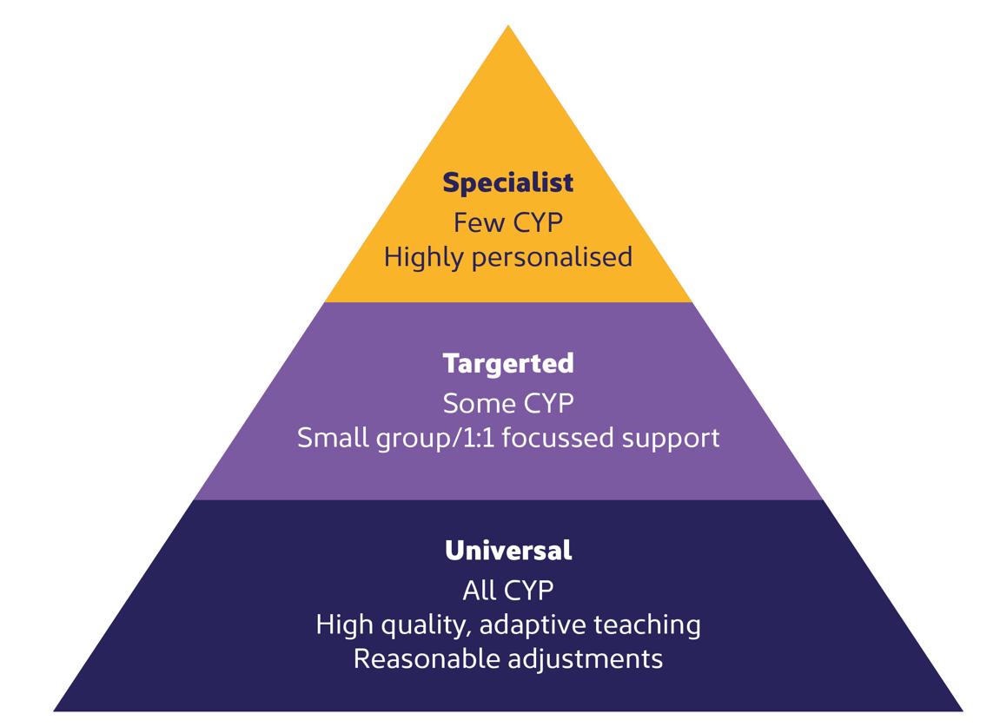 Specialist
Few CYP
Highly personalised
Targerted
Some CYP
Small group/1:1 focussed support
Universal
All CYP
High quality, adaptive teaching
Reasonable adjustments